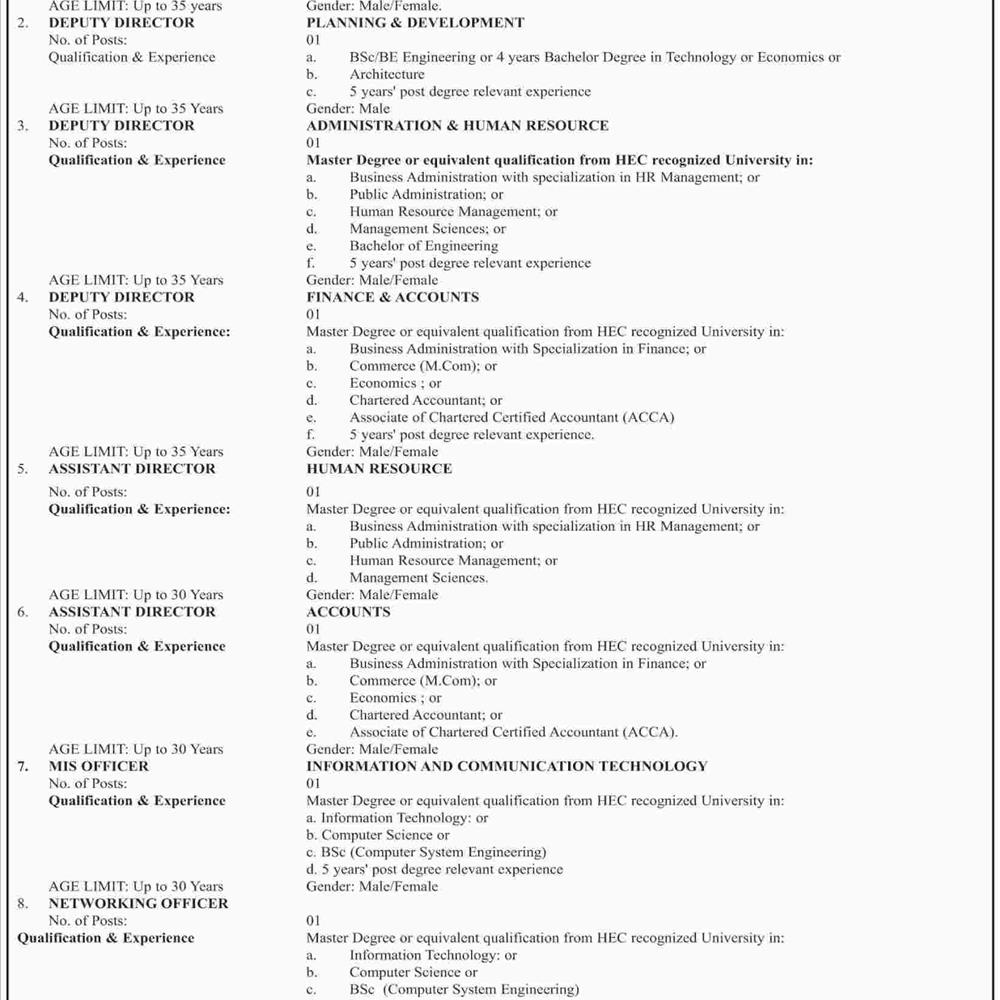 AGE LIMIT: Up to 35 years Gender: Male/Female.
2. DEPUTY DIRECTOR PLANNING & DEVELOPMENT
No. of Posts: 01
Qualification & Experience a. BSc/BE Engineering or 4 years Bachelor Degree in Technology or Economics or
b. Architecture
c. 5 years' post degree relevant experience
AGE LIMIT: Up to 35 Years Gender: Male
3. DEPUTY DIRECTOR ADMINISTRATION & HUMAN RESOURCE
No. of Posts: 01
Qualification & Experience Master Degree or equivalent qualification from HEC recognized University in:
a. Business Administration with specialization in HR Management; or
b. Public Administration; or
c. Human Resource Management; or
d. Management Sciences; or
e. Bachelor of Engineering
f. 5 years' post degree relevant experience
AGE LIMIT: Up to 35 Years Gender: Male/Female
4. DEPUTY DIRECTOR FINANCE & ACCOUNTS
No. of Posts: 01
Qualification & Experience: Master Degree or equivalent qualification from HEC recognized University in:
a. Business Administration with Specialization in Finance; or
b. Commerce (M.Com); or
c. Economics ; or
d. Chartered Accountant; or
e. Associate of Chartered Certified Accountant (ACCA)
f. 5 years' post degree relevant experience.
AGE LIMIT: Up to 35 Years Gender: Male/Female
5. ASSISTANT DIRECTOR HUMAN RESOURCE
No. of Posts: 01
Qualification & Experience: Master Degree or equivalent qualification from HEC recognized University in:
a. Business Administration with specialization in HR Management; or
b. Public Administration; or
c. Human Resource Management; or
d. Management Sciences.
AGE LIMIT: Up to 30 Years Gender: Male/Female
6. ASSISTANT DIRECTOR ACCOUNTS
No. of Posts: 01
Qualification & Experience Master Degree or equivalent qualification from HEC recognized University in:
a. Business Administration with Specialization in Finance; or
b. Commerce (M.Com); or
c. Economics ; or
d. Chartered Accountant; or
e. Associate of Chartered Certified Accountant (ACCA).
AGE LIMIT: Up to 30 Years Gender: Male/Female
7. MIS OFFICER INFORMATION AND COMMUNICATION TECHNOLOGY
No. of Posts: 01
Qualification & Experience Master Degree or equivalent qualification from HEC recognized University in:
a. Information Technology: or
b. Computer Science or
c. BSc (Computer System Engineering)
d. 5 years' post degree relevant experience
AGE LIMIT: Up to 30 Years Gender: Male/Female
8. NETWORKING OFFICER
No. of Posts: 01
Qualification & Experience Master Degree or equivalent qualification from HEC recognized University in:
a. Information Technology: or
b. Computer Science or
c. BSc (Computer System Engineering)